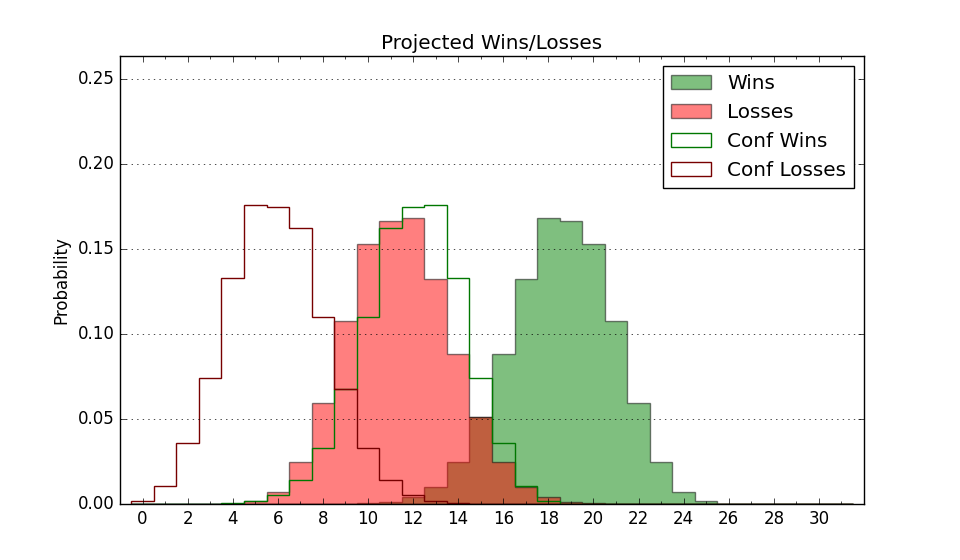 Projected Wins/Losses
0.25
0.20
0.15
0.10
0.05
0.00
Probability
Wins
Losses
Conf Wins
Conf Losses
0 2 4 6 8 10 12 14 16 18 20 22 24 26 28 30